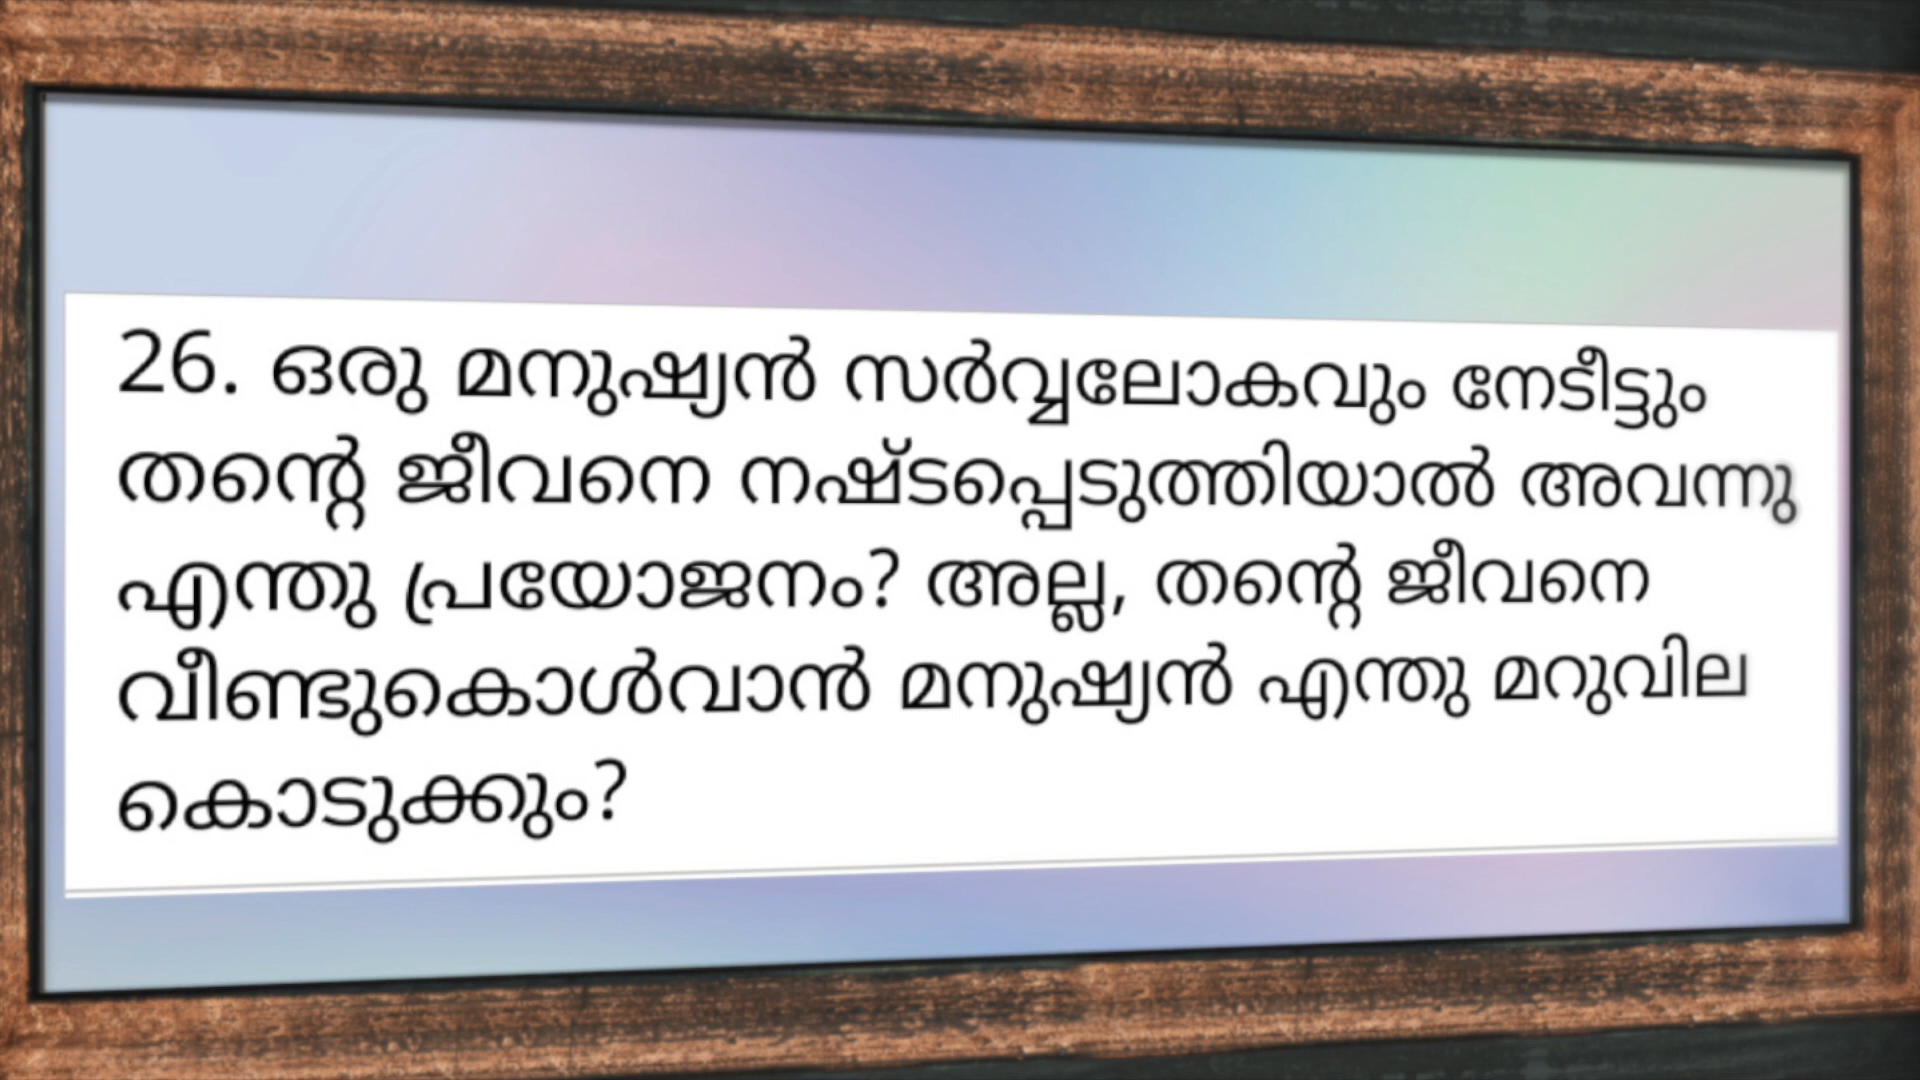 26. ഒരു മനുഷ്യൻ സർവ്വലോകവും നേടീട്ടും
തന്റെ ജീവനെ നഷ്ടപ്പെടുത്തിയാൽ അവന്നു
എന്തു പ്രയോജനം? അല്ല, തന്റെ ജീവനെ
വീണ്ടുകൊൾവാൻ മനുഷ്യൻ എന്തു മറുവില
കൊടുക്കും?